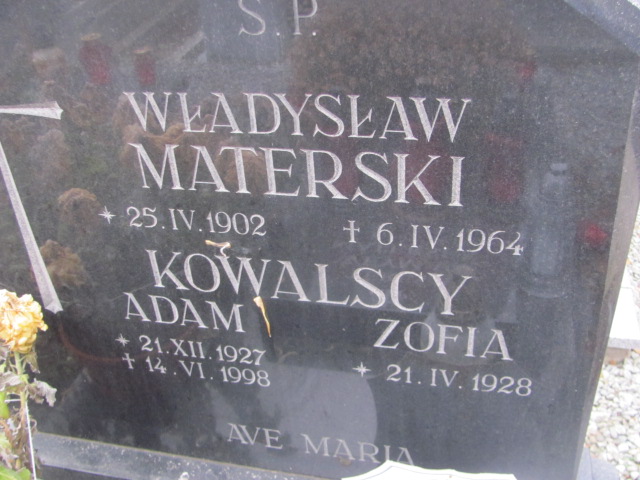 S.P.
WŁADYSŁAW
MATERSKI
* 25.IV.1902 † 6.IV.1964
KOWALSCY
ADAM ZOFIA
* 21.XII.1927 * 21.IV.1928
† 14.VI.1998
AVE MARIA